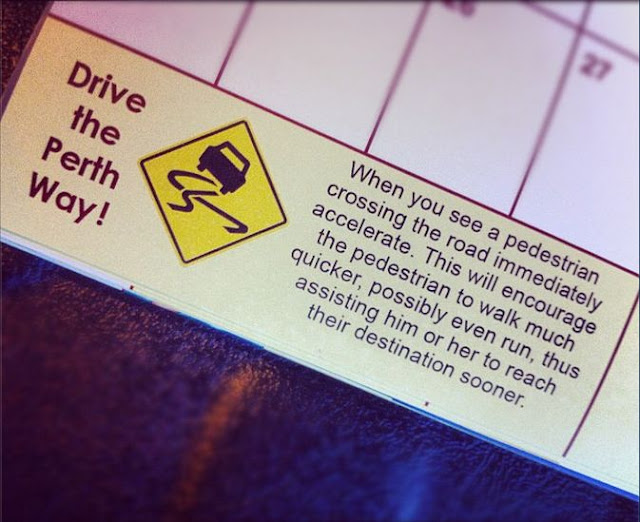 27
Drive
the
Perth
Way!
When you see a pedestrian
crossing the road immediately
accelerate. This will encourage
the pedestrian to walk much
quicker, possibly even run, thus
assisting him or her to reach
their destination sooner.